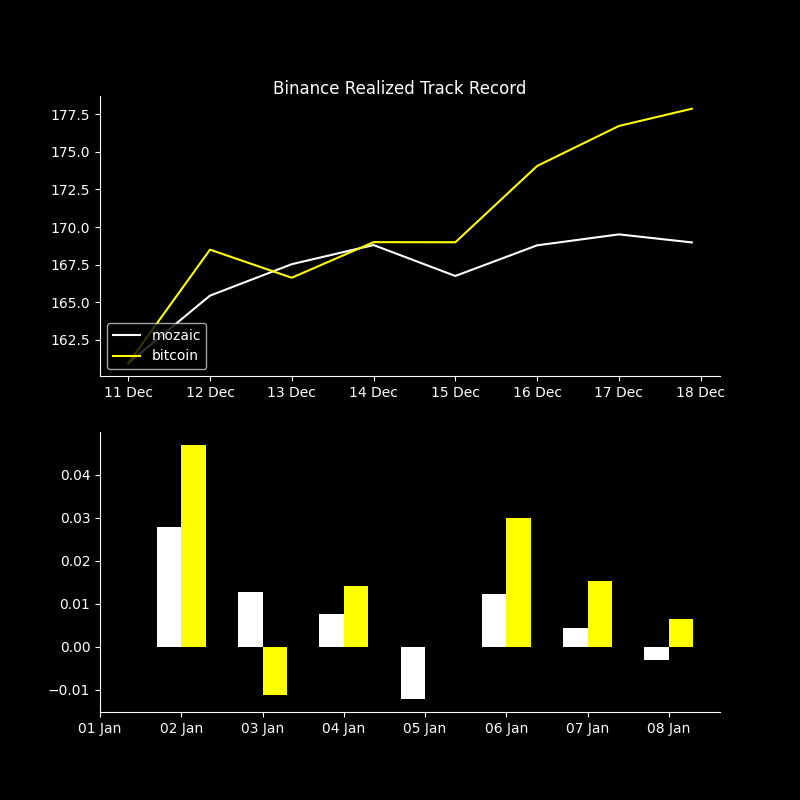 Binance Realized Track Record
177.5
175.0
172.5
170.0
167.5
165.0
162.5
mozaic
bitcoin
11 Dec 12 Dec 13 Dec 14 Dec 15 Dec 16 Dec 17 Dec 18 Dec
0.04
0.03
0.02
0.01
0.00
−0.01
01 Jan 02 Jan 03 Jan 04 Jan 05 Jan 06 Jan 07 Jan 08 Jan